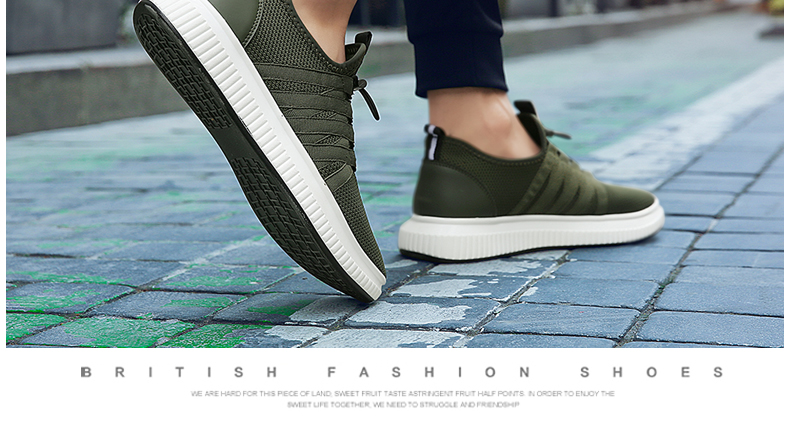 BRITISH FASHION SHOES
WE ARE HARD FOR THIS PIECE OF LAND, SWEET FRUIT TASTE ASTRINGENT FRUIT HALF POINTS. IN ORDER TO ENJOY THE
SWEET LIFE TOGETHER, WE NEED TO STRUGGLE AND FRIENDSHIP